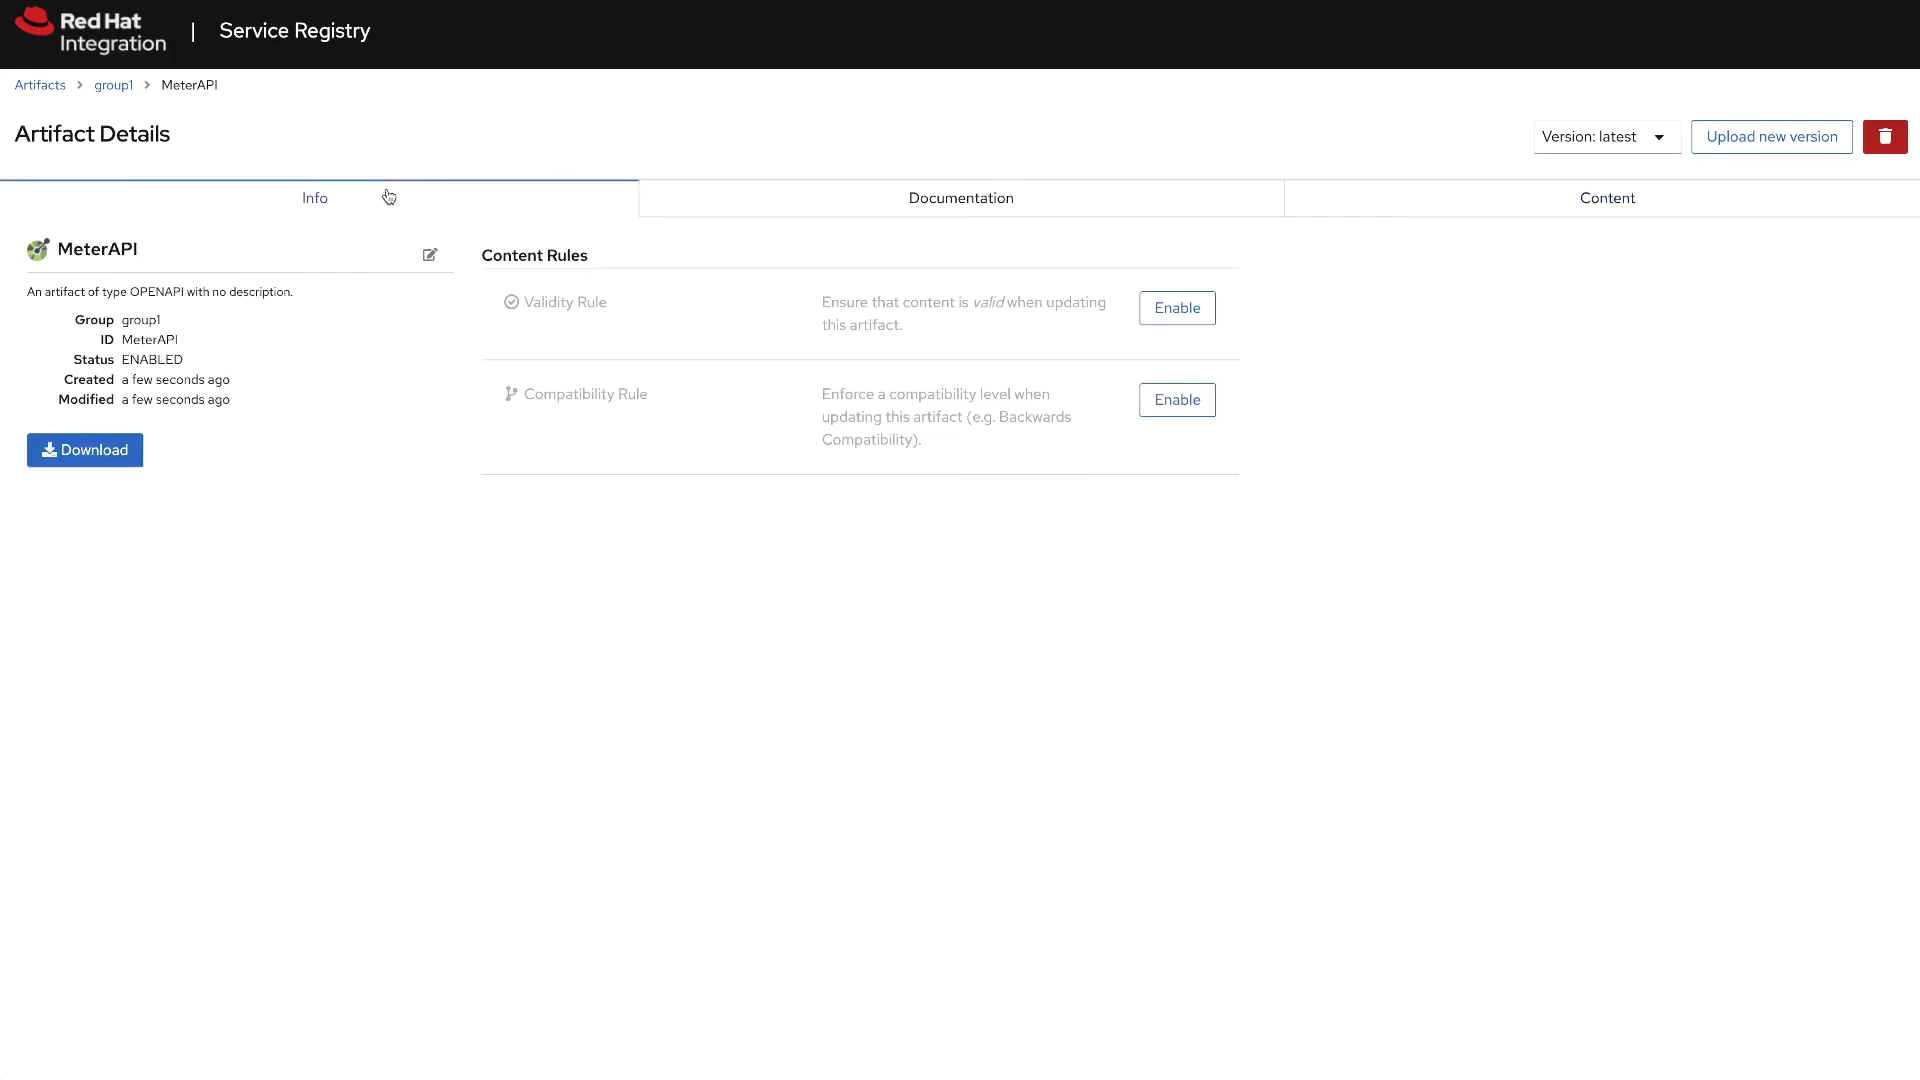 Red Hat
Integration
| Service Registry
Artifacts > group1 > MeterAPI
Artifact Details
Version: latest
Upload new version
Info
Documentation
Content
MeterAPI
An artifact of type OPENAPI with no description.
Group group1
ID MeterAPI
Status ENABLED
Created a few seconds ago
Modified a few seconds ago
Download
Content Rules
Validity Rule
Ensure that content is valid when updating
this artifact.
Enable
Compatibility Rule
Enforce a compatibility level when
updating this artifact (e.g. Backwards
Compatibility).
Enable